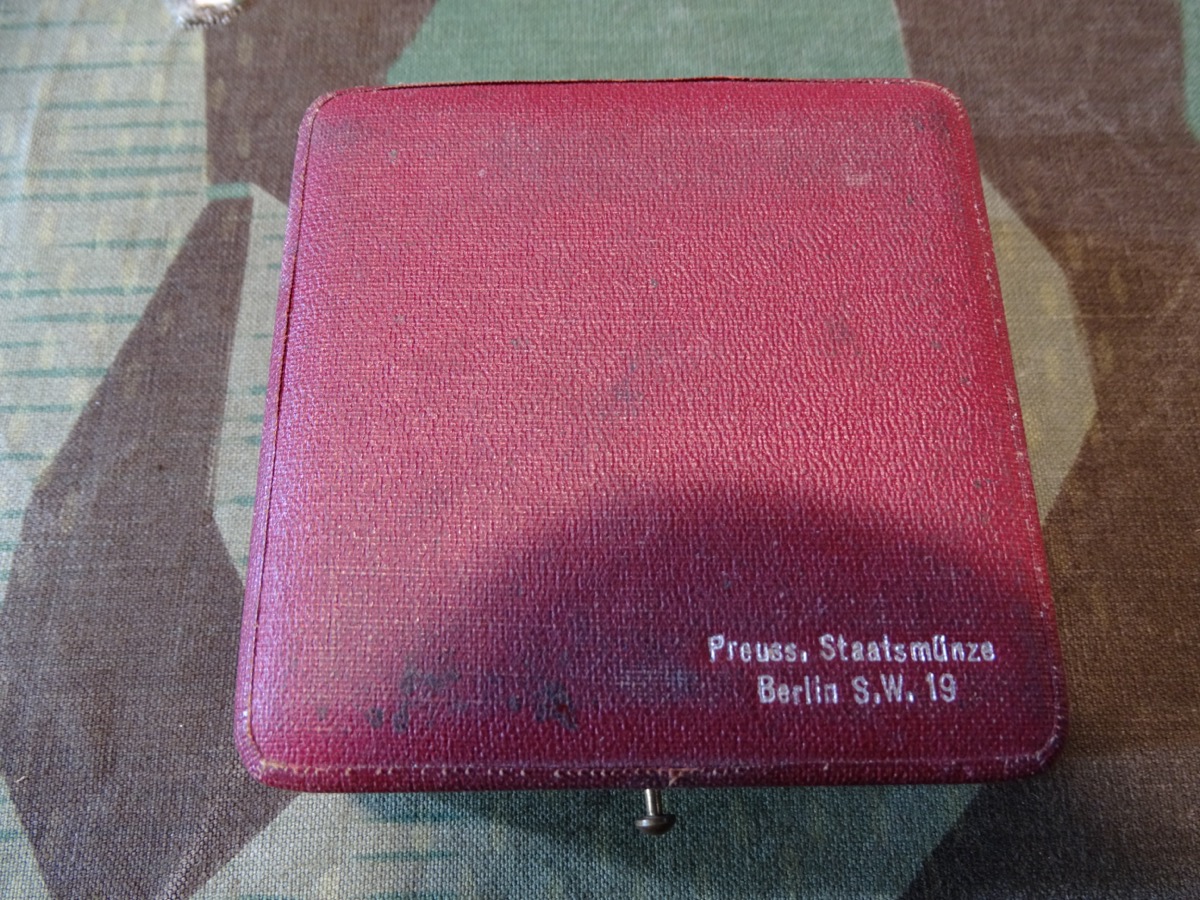 Preuss. Staatsmünze
Berlin S.W. 19